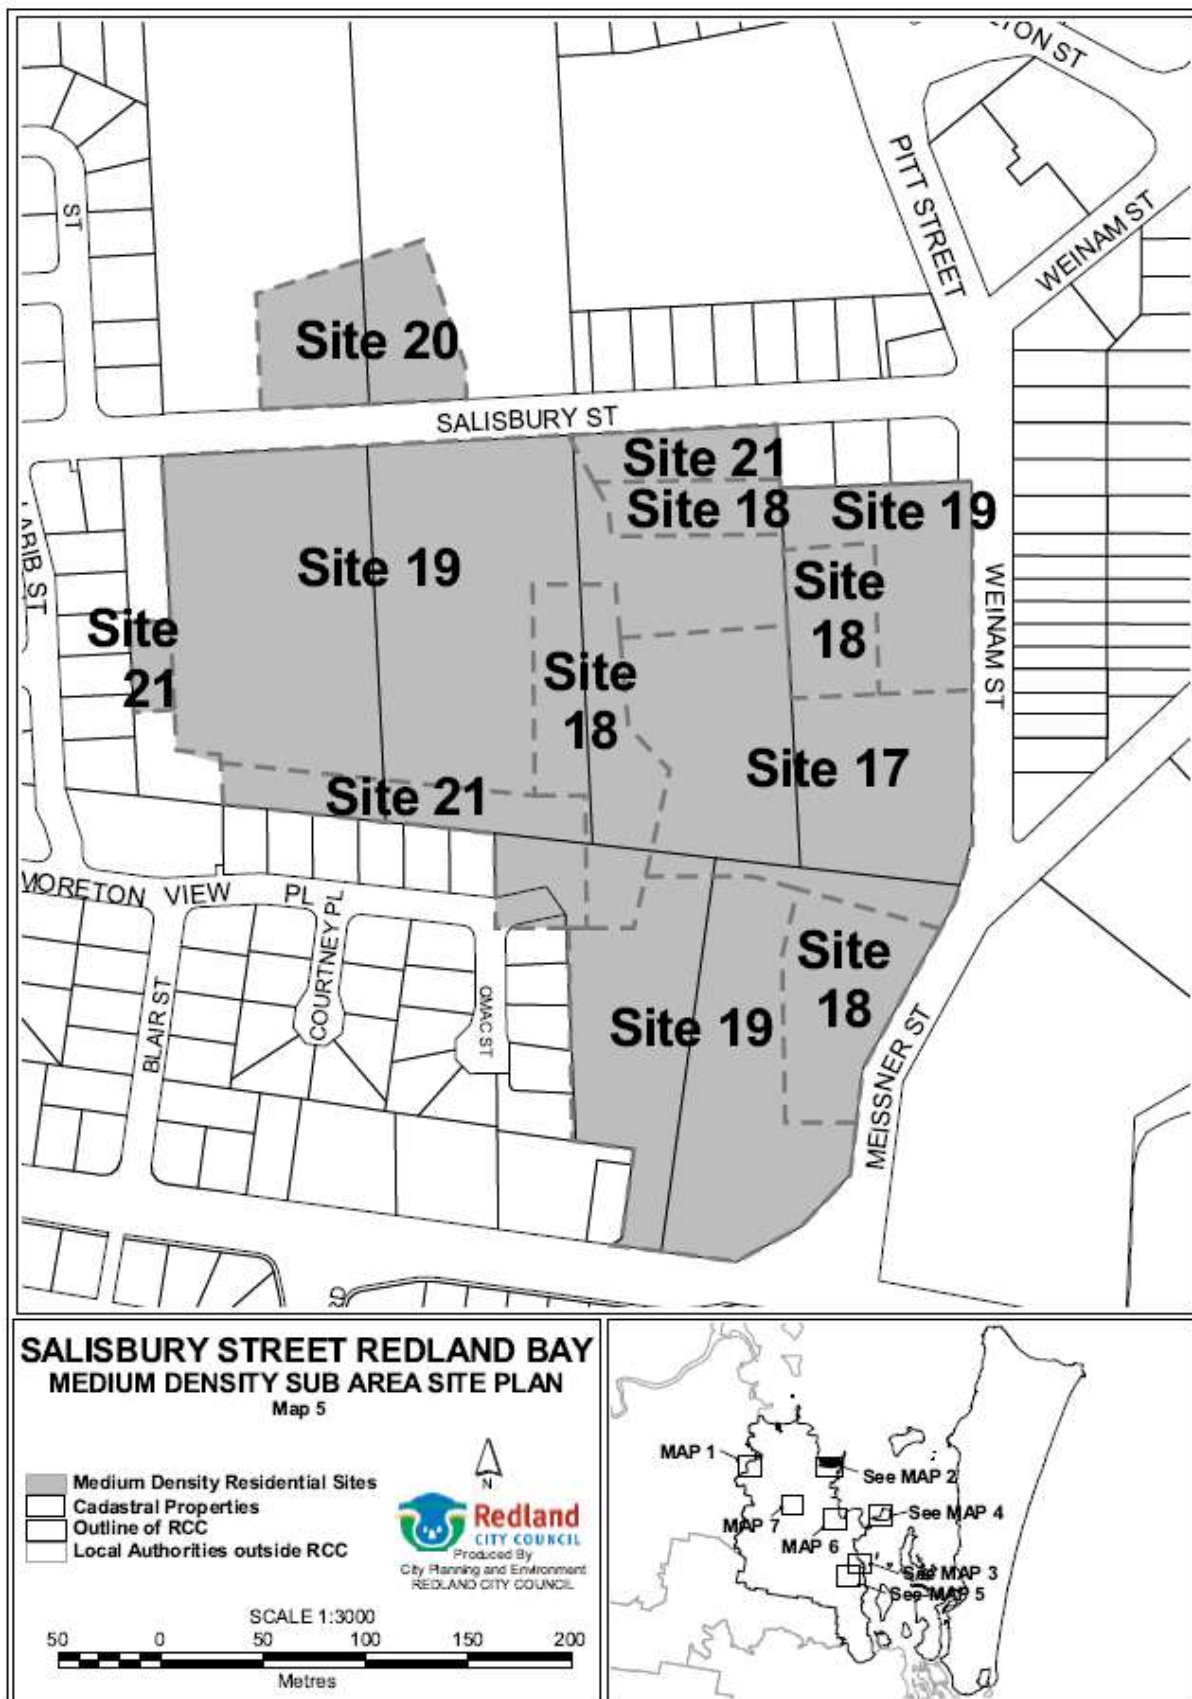 TON ST
PITT STREET
WEINAM ST
ST
Site 20
SALISBURY ST
Site 21
Site 18
Site 19
Site 19
Site
18
WEINAM ST
LABIB ST
Site
21
Site
18
Site 17
Site 21
MORETON VIEW PL
COURTNEY PL
BLAIR ST
OMAC ST
Site
18
Site 19
MEISSNER ST
RD
SALISBURY STREET REDLAND BAY
MEDIUM DENSITY SUB AREA SITE PLAN
Map 5
Medium Density Residential Sites
Cadastral Properties
Outline of RCC
Local Authorities outside RCC
N
Redland
CITY COUNCIL
Produced By
City Planning and Environment
REDLAND CITY COUNCIL
SCALE 1:3000
50 0 50 100 150 200
Metres
MAP 1
See MAP 2
See MAP 4
MAP 7
MAP 6
See MAP 3
See MAP 5